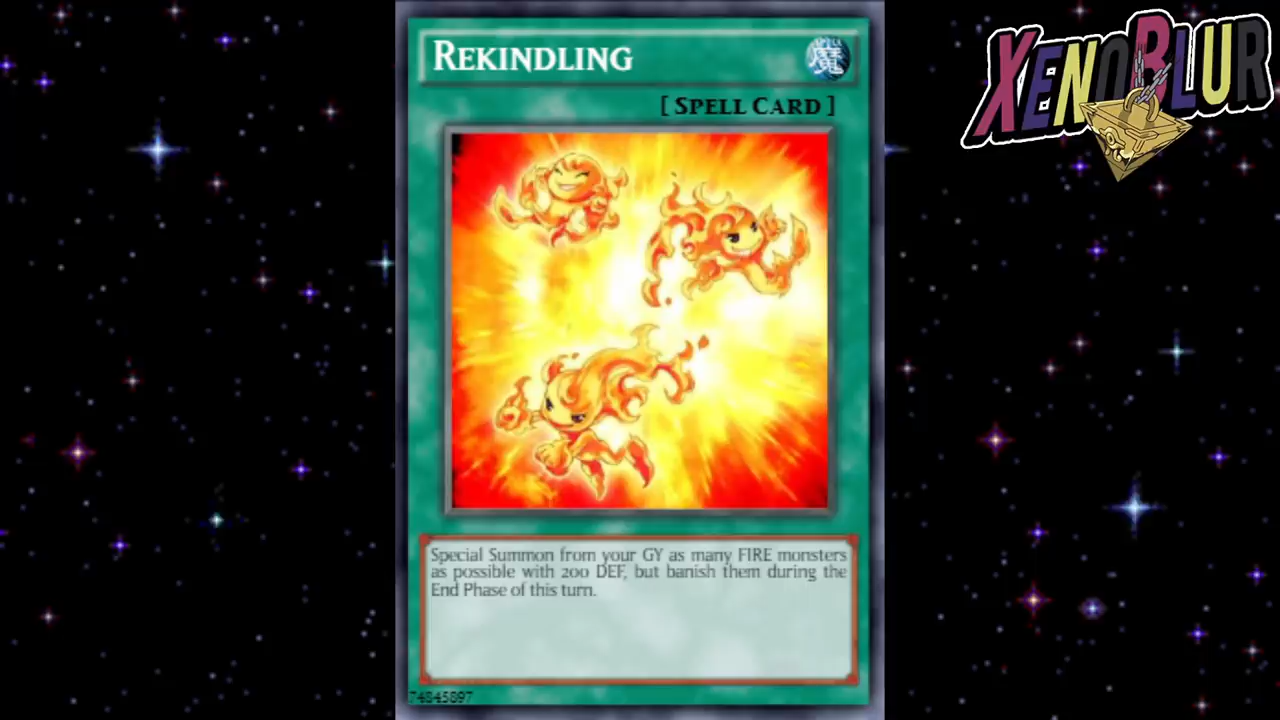 REKINDLING
魔
[ SPELL CARD ]
XENOBLUR
Special Summon from your GY as many FIRE monsters
as possible with 200 DEF, but banish them during the
End Phase of this turn.
74845897